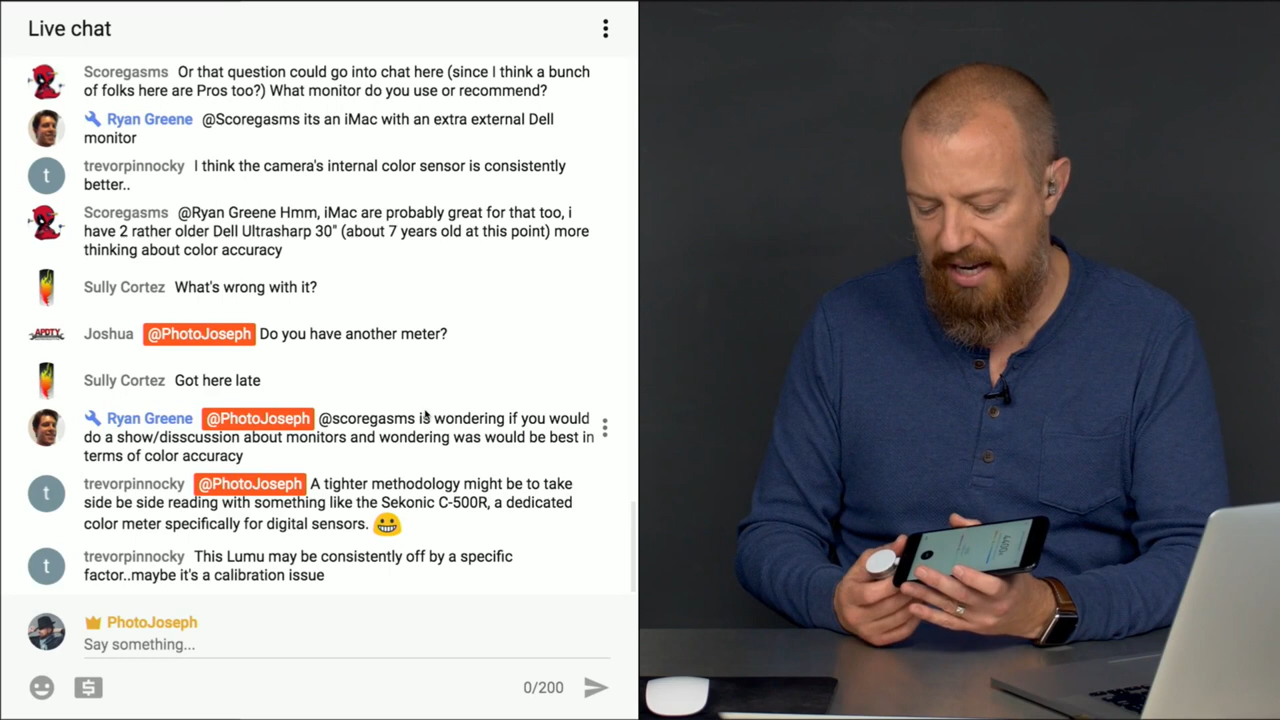 Live chat
Scoregasms Or that question could go into chat here (since I think a bunch
of folks here are Pros too?) What monitor do you use or recommend?
Ryan Greene @Scoregasms its an iMac with an extra external Dell
monitor
trevorpinnocky I think the camera's internal color sensor is consistently
better..
Scoregasms @Ryan Greene Hmm, iMac are probably great for that too, i
have 2 rather older Dell Ultrasharp 30" (about 7 years old at this point) more
thinking about color accuracy
Sully Cortez What's wrong with it?
APDTY
Joshua @PhotoJoseph Do you have another meter?
Sully Cortez Got here late
Ryan Greene @PhotoJoseph @scoregasms is wondering if you would
do a show/disscussion about monitors and wondering was would be best in
terms of color accuracy
t
trevorpinnocky @PhotoJoseph A tighter methodology might be to take
side be side reading with something like the Sekonic C-500R, a dedicated
color meter specifically for digital sensors. 😀
t
trevorpinnocky This Lumu may be consistently off by a specific
factor..maybe it's a calibration issue
PhotoJoseph
Say something...
0/200